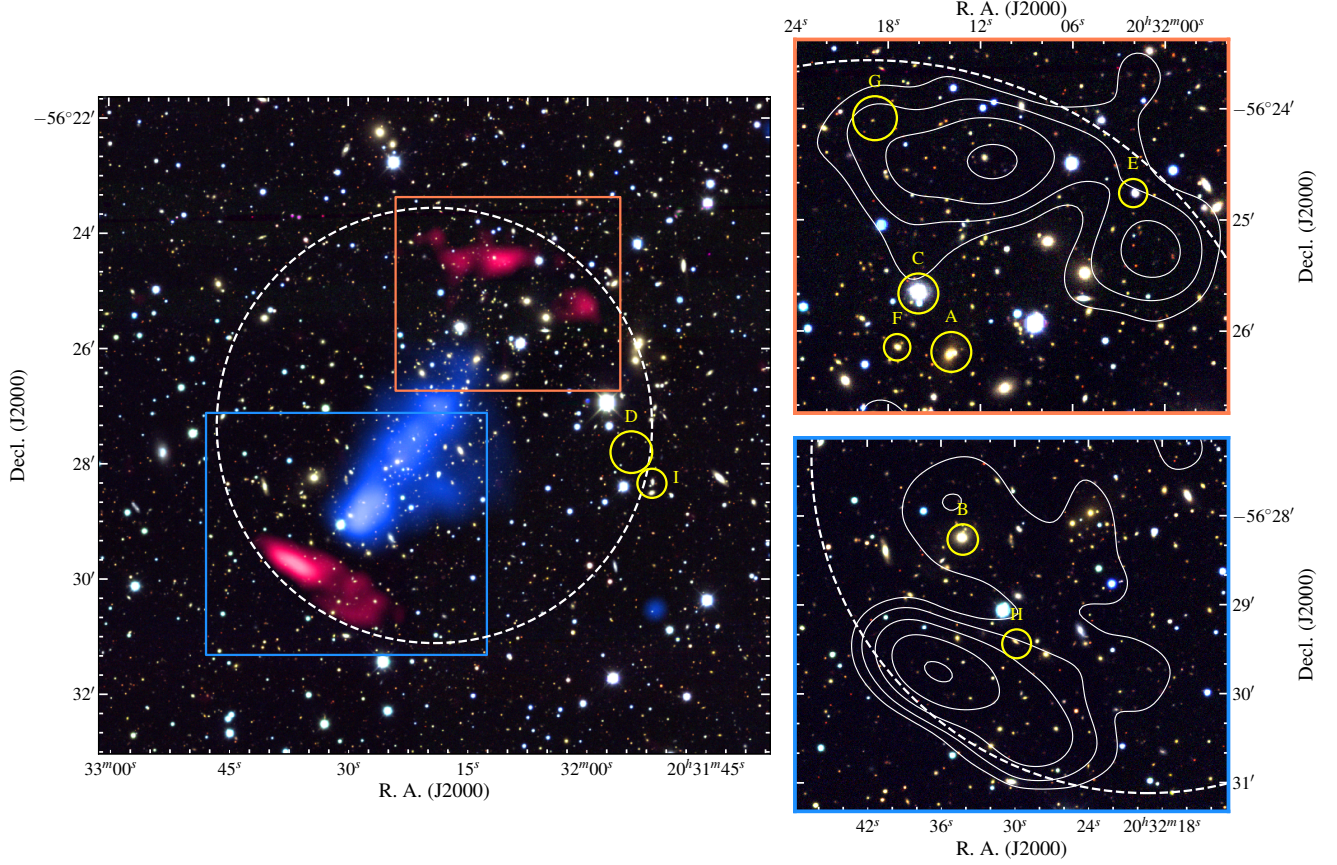 R. A. (J2000)
24ˢ 18ˢ 12ˢ 06ˢ 20ʰ32ᵐ00ˢ
G
−56°24′
E
25′
C
F A
26′
Decl. (J2000)
−56°22′
24′
26′
28′
30′
32′
Decl. (J2000)
D
I
33ᵐ00ˢ 45ˢ 30ˢ 15ˢ 32ᵐ00ˢ 20ʰ31ᵐ45ˢ
R. A. (J2000)
B
−56°28′
H
29′
30′
31′
Decl. (J2000)
42ˢ 36ˢ 30ˢ 24ˢ 20ʰ32ᵐ18ˢ
R. A. (J2000)